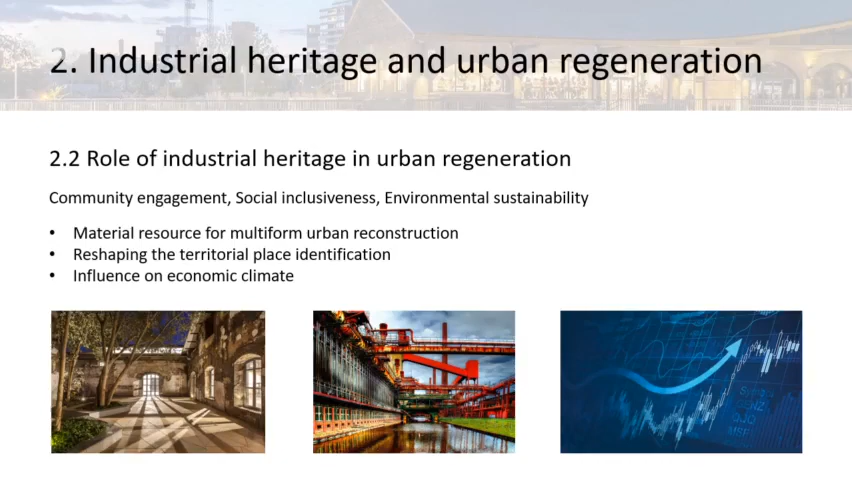 2. Industrial heritage and urban regeneration
2.2 Role of industrial heritage in urban regeneration
Community engagement, Social inclusiveness, Environmental sustainability
• Material resource for multiform urban reconstruction
• Reshaping the territorial place identification
• Influence on economic climate